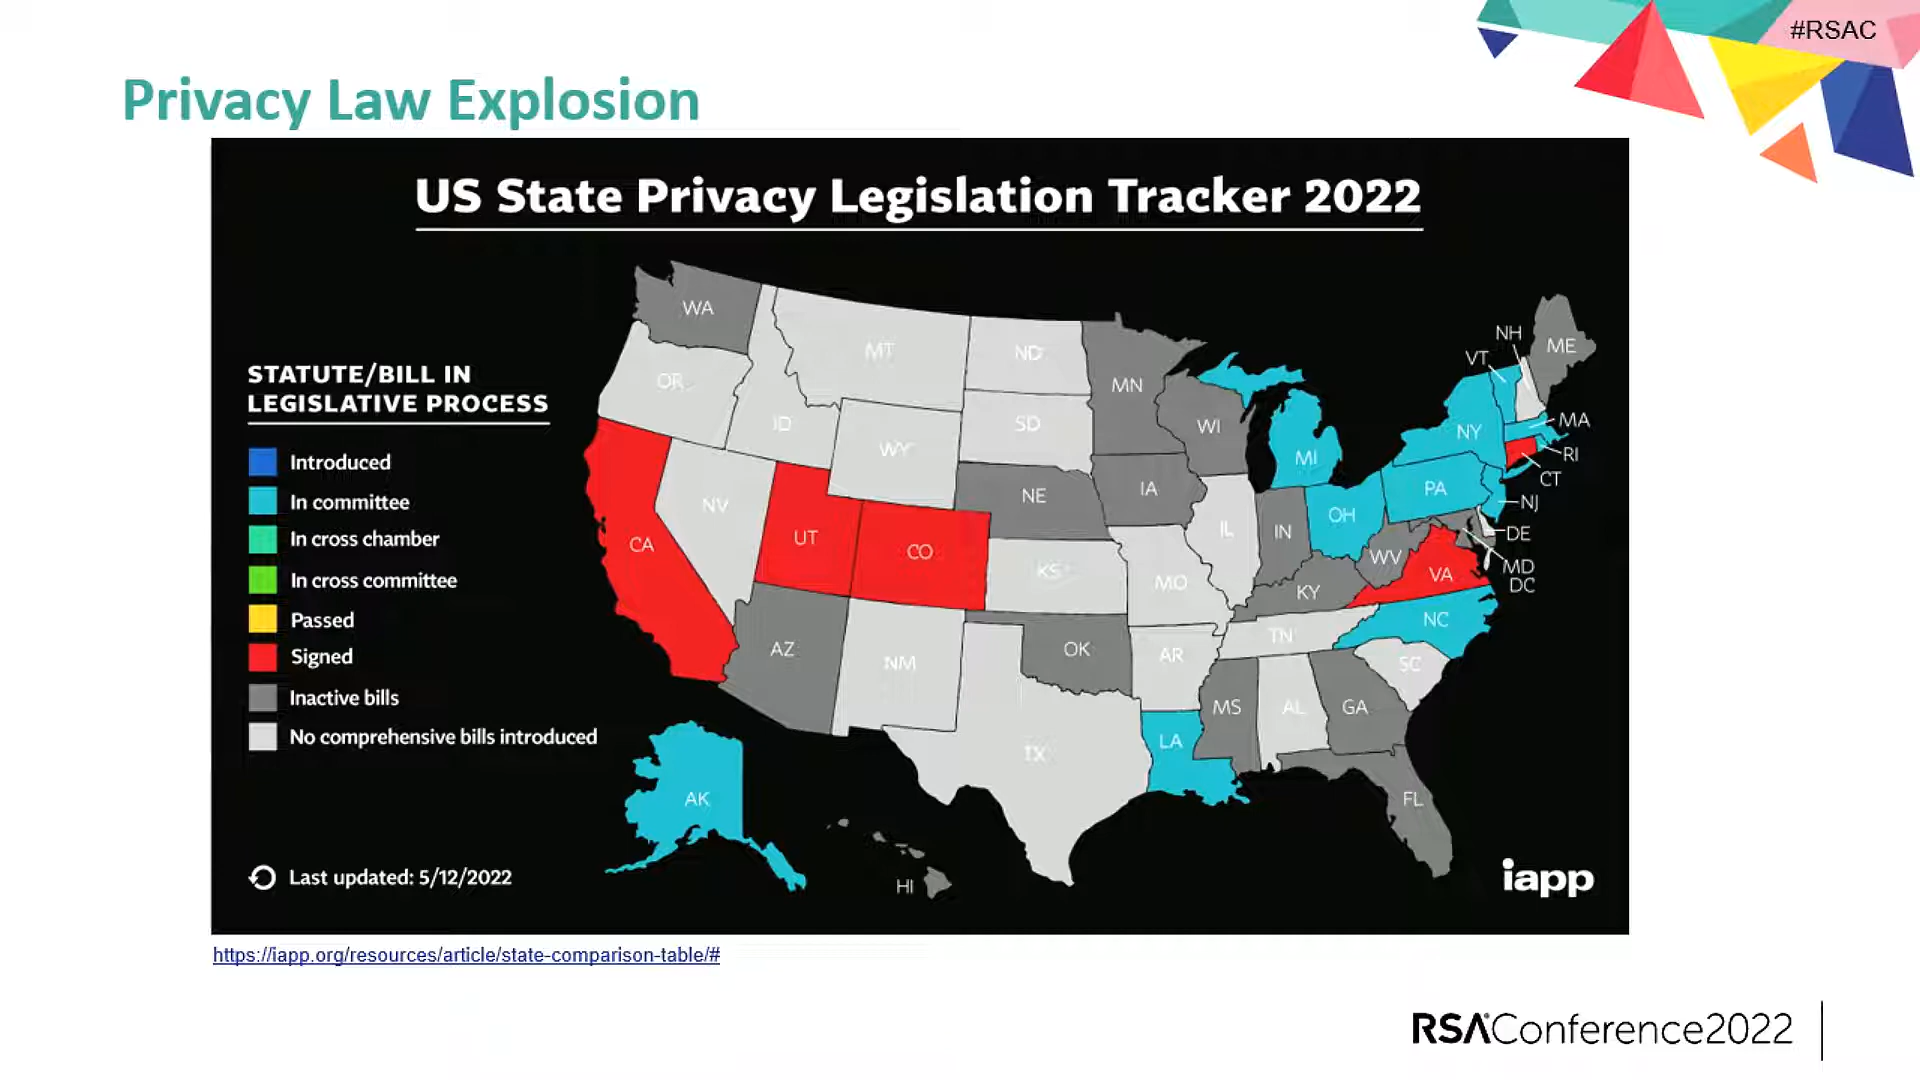 #RSAC
Privacy Law Explosion
US State Privacy Legislation Tracker 2022
STATUTE/BILL IN
LEGISLATIVE PROCESS
Introduced
In committee
In cross chamber
In cross committee
Passed
Signed
Inactive bills
No comprehensive bills introduced
WA
MT
ND
OR
ID
SD
WY
MN
WI
MI
NY
NH
VT
ME
MA
RI
CT
NJ
DE
MD
DC
PA
NE
IA
NV
UT
CO
CA
IL
IN
OH
WV
VA
KS
MO
KY
NC
TN
AZ
NM
OK
AR
SC
MS
AL
GA
TX
LA
AK
FL
HI
Last updated: 5/12/2022
iapp
https://iapp.org/resources/article/state-comparison-table/#
RSAConference2022